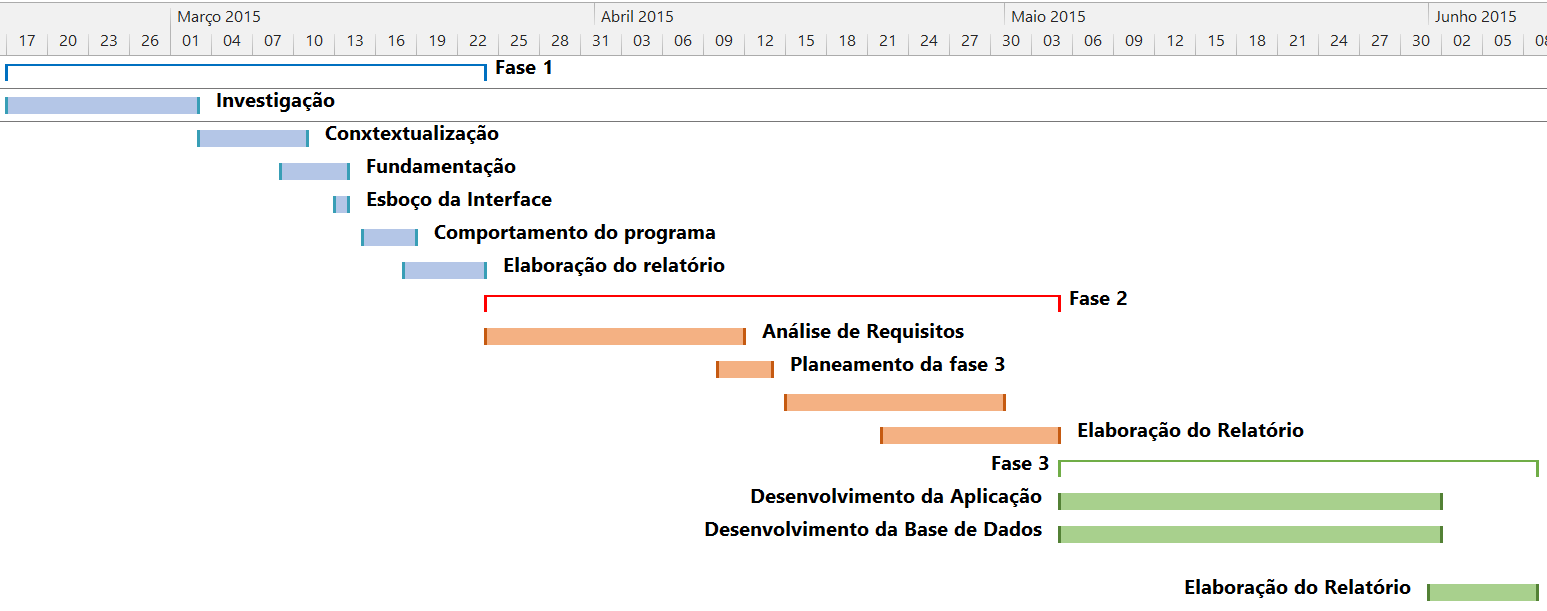 Março 2015 Abril 2015 Maio 2015 Junho 2015
17 20 23 26 01 04 07 10 13 16 19 22 25 28 31 03 06 09 12 15 18 21 24 27 30 03 06 09 12 15 18 21 24 27 30 02 05 08
Fase 1
Investigação
Conxtextualização
Fundamentação
Esboço da Interface
Comportamento do programa
Elaboração do relatório
Fase 2
Análise de Requisitos
Planeamento da fase 3
Elaboração do Relatório
Fase 3
Desenvolvimento da Aplicação
Desenvolvimento da Base de Dados
Elaboração do Relatório